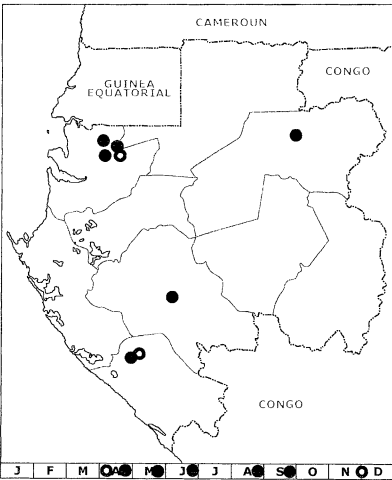 CAMEROUN
CONGO
GUINEA
EQUATORIAL
CONGO
J F M A M J J A S O N D